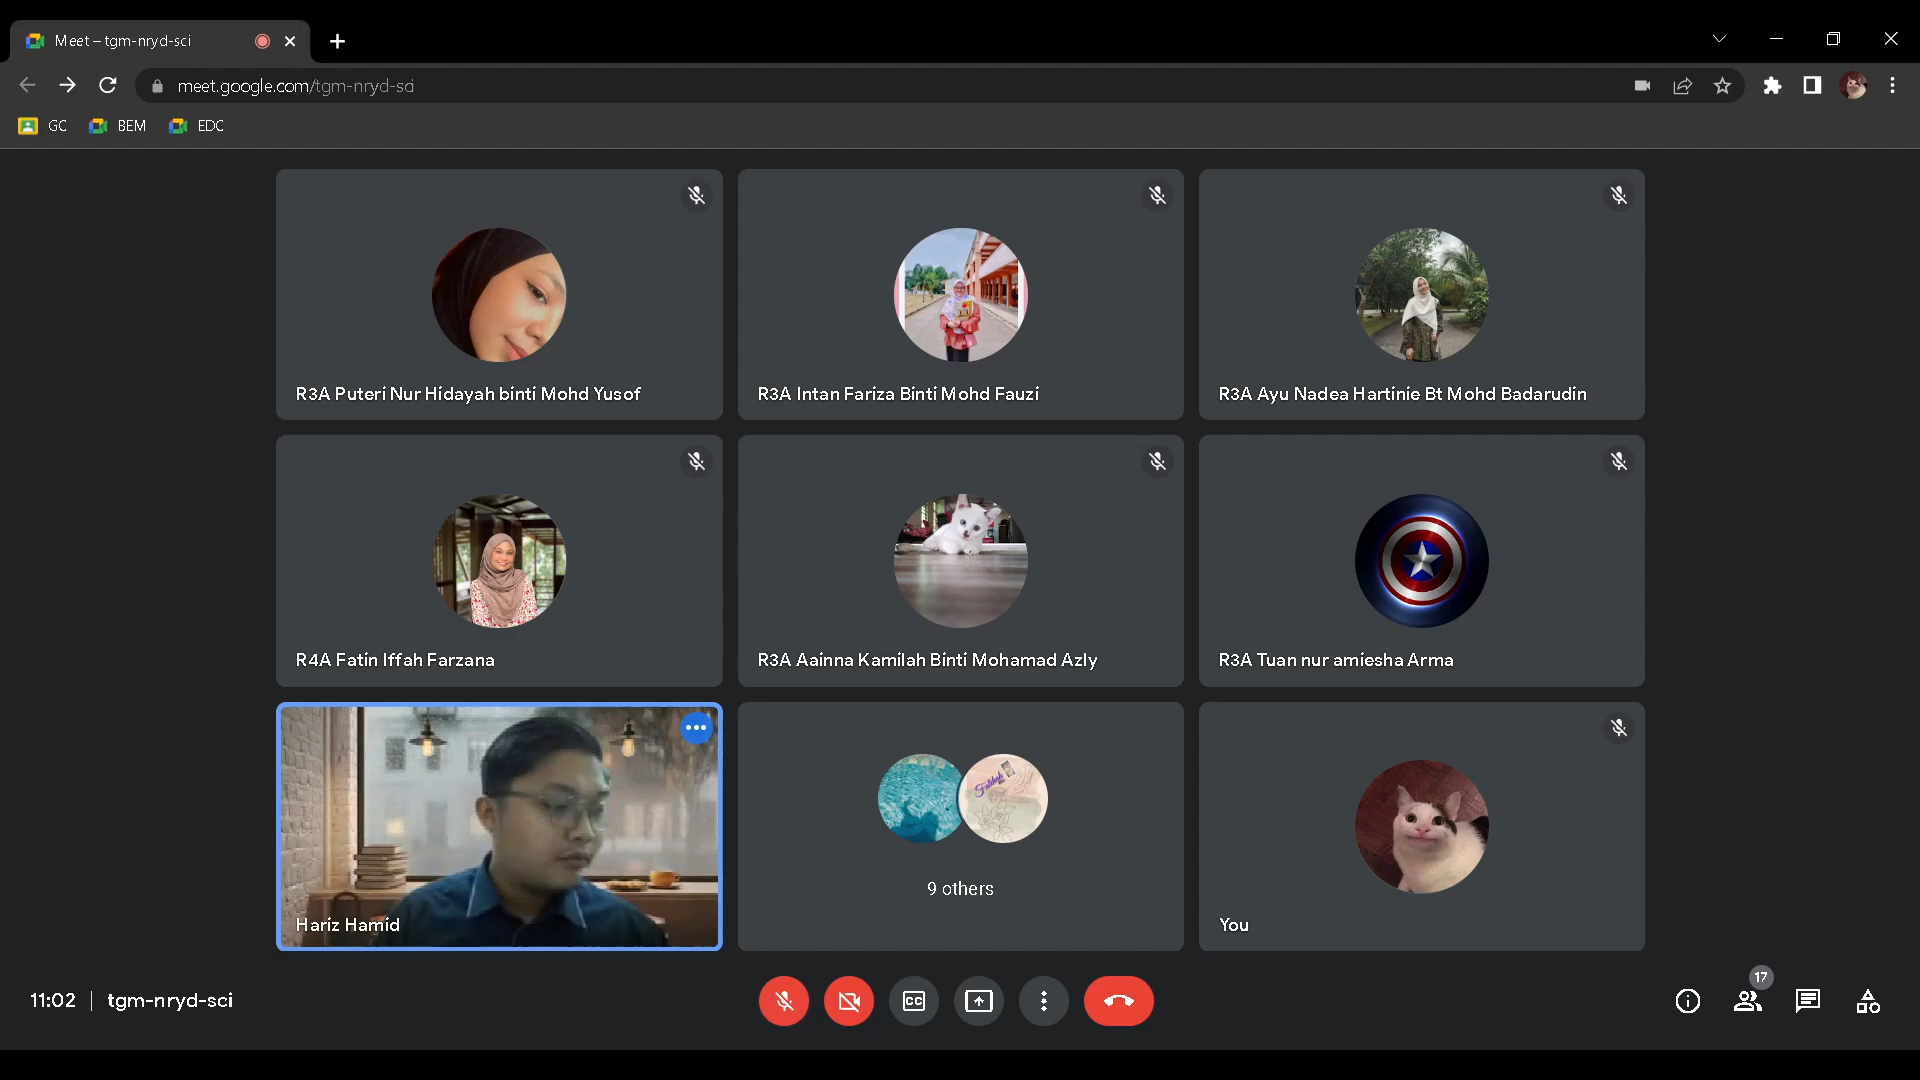 Meet – tgm-nryd-sci
meet.google.com/tgm-nryd-sci
GC BEM EDC
R3A Puteri Nur Hidayah binti Mohd Yusof
R3A Intan Fariza Binti Mohd Fauzi
R3A Ayu Nadea Hartinie Bt Mohd Badarudin
R4A Fatin Iffah Farzana
R3A Aainna Kamilah Binti Mohamad Azly
R3A Tuan nur amiesha Arma
Hariz Hamid
9 others
You
11:02 | tgm-nryd-sci
CC
17